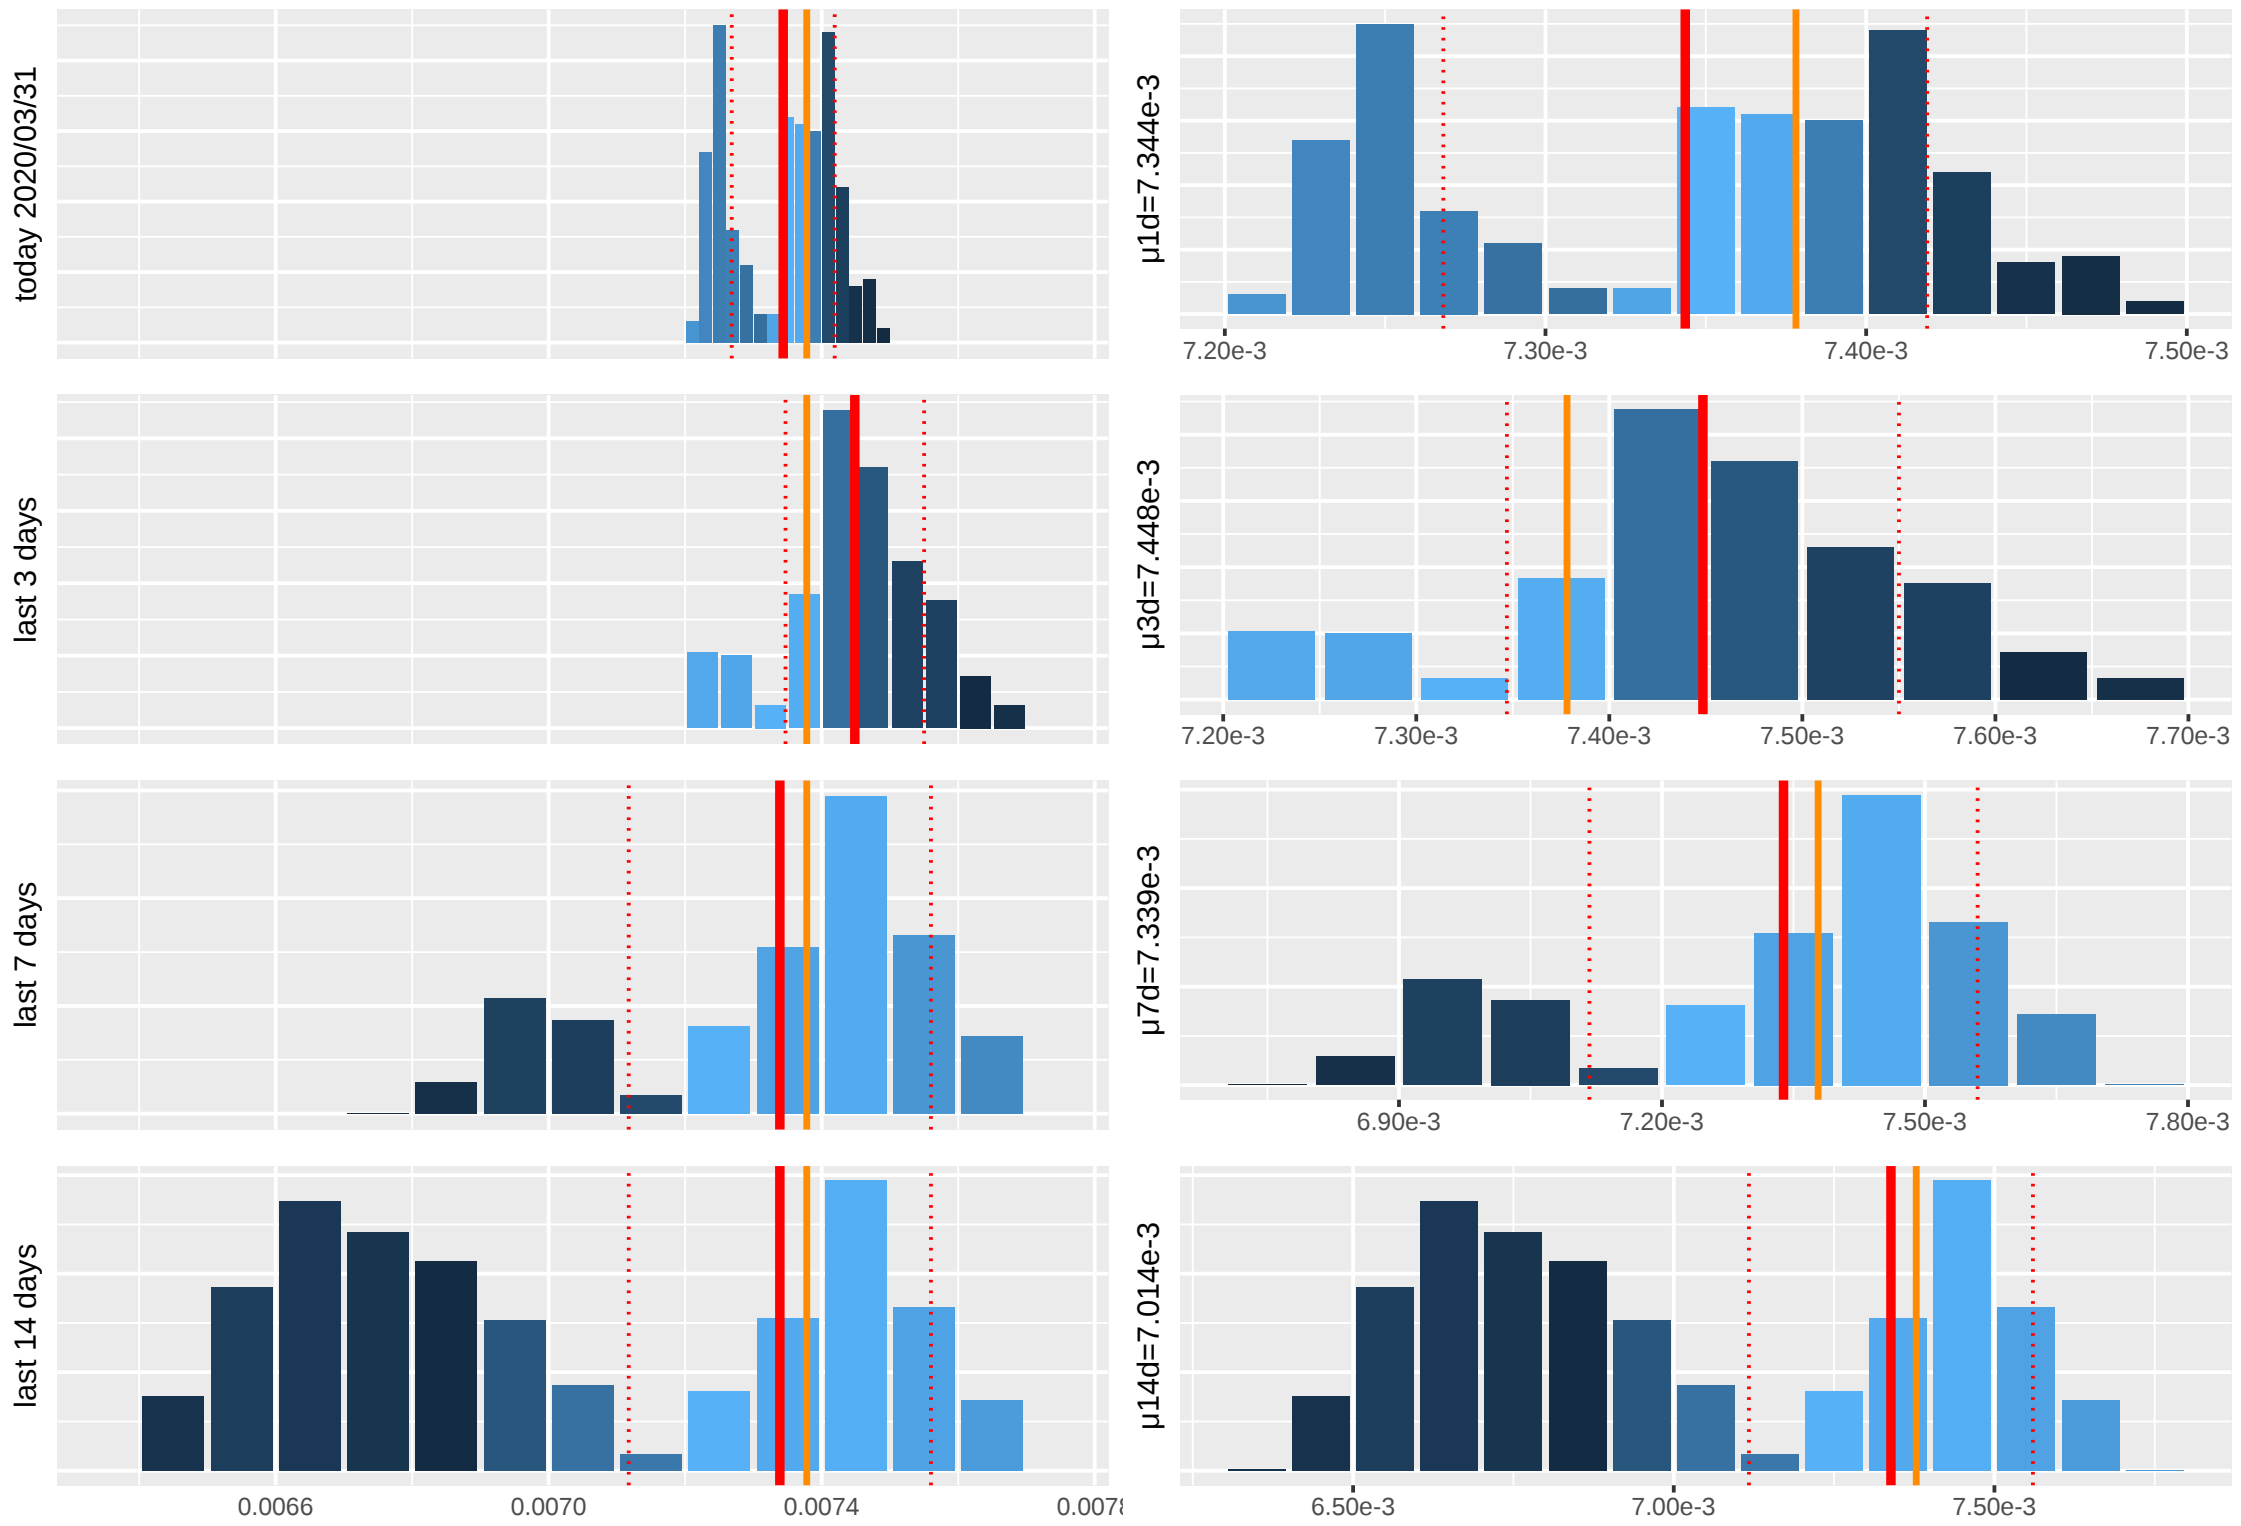 today 2020/03/31
µ1d=7.344e-3
7.20e-3 7.30e-3 7.40e-3 7.50e-3
last 3 days
µ3d=7.448e-3
7.20e-3 7.30e-3 7.40e-3 7.50e-3 7.60e-3 7.70e-3
last 7 days
µ7d=7.339e-3
6.90e-3 7.20e-3 7.50e-3 7.80e-3
last 14 days
µ14d=7.014e-3
0.0066 0.0070 0.0074 0.0078
6.50e-3 7.00e-3 7.50e-3